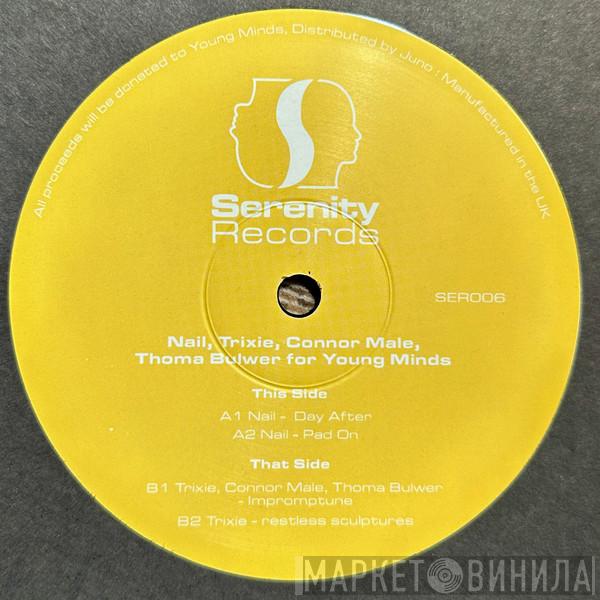 All proceeds will be donated to Young Minds, Distributed by Juno : Manufactured in the UK
Serenity
Records
SER006
Nail, Trixie, Connor Male,
Thoma Bulwer for Young Minds
This Side
A1 Nail - Day After
A2 Nail - Pad On
That Side
B1 Trixie, Connor Male, Thoma Bulwer
- Impromptune
B2 Trixie - restless sculptures
МАРКЕТ ВИНИЛА